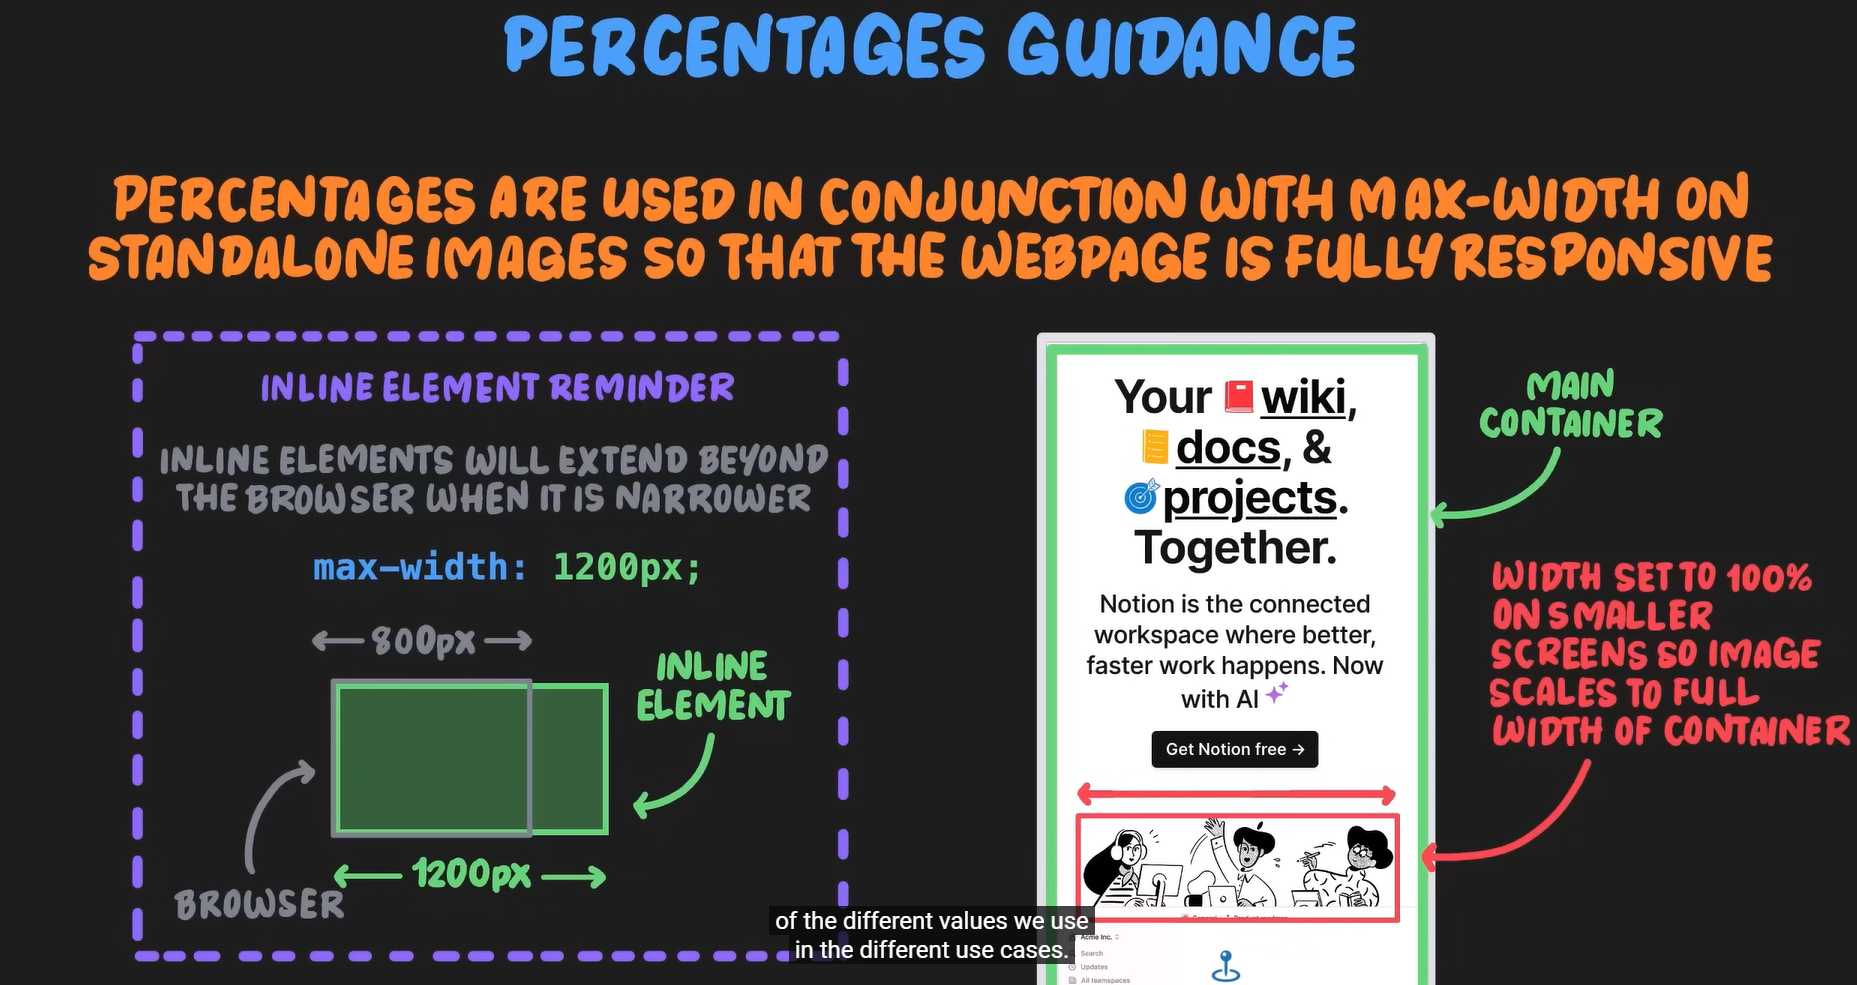 PERCENTAGES GUIDANCE
PERCENTAGES ARE USED IN CONJUNCTION WITH MAX-WIDTH ON
STANDALONE IMAGES SO THAT THE WEBPAGE IS FULLY RESPONSIVE
INLINE ELEMENT REMINDER
INLINE ELEMENTS WILL EXTEND BEYOND
THE BROWSER WHEN IT IS NARROWER
max-width: 1200px;
800px
INLINE
ELEMENT
1200px
BROWSER
Your wiki,
docs, &
projects.
Together.
Notion is the connected
workspace where better,
faster work happens. Now
with AI
Get Notion free →
MAIN
CONTAINER
WIDTH SET TO 100%
ON SMALLER
SCREENS SO IMAGE
SCALES TO FULL
WIDTH OF CONTAINER
General
Product roadmap
Acme Inc.
Search
Updates
All teamspaces
of the different values we use
in the different use cases.